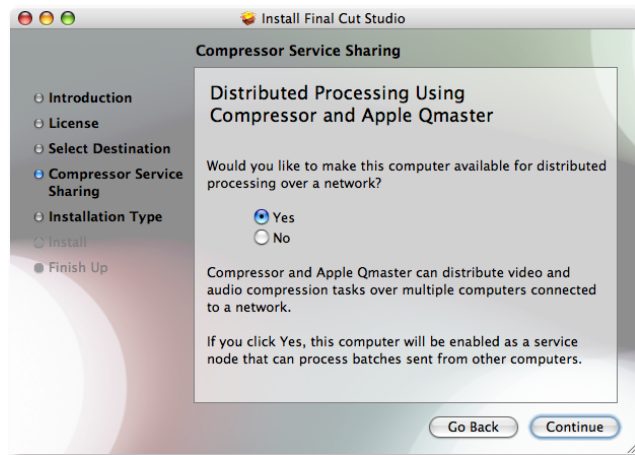 Install Final Cut Studio
Compressor Service Sharing
Introduction
License
Select Destination
Compressor Service
Sharing
Installation Type
Install
Finish Up
Distributed Processing Using
Compressor and Apple Qmaster
Would you like to make this computer available for distributed
processing over a network?
Yes
No
Compressor and Apple Qmaster can distribute video and
audio compression tasks over multiple computers connected
to a network.
If you click Yes, this computer will be enabled as a service
node that can process batches sent from other computers.
Go Back
Continue